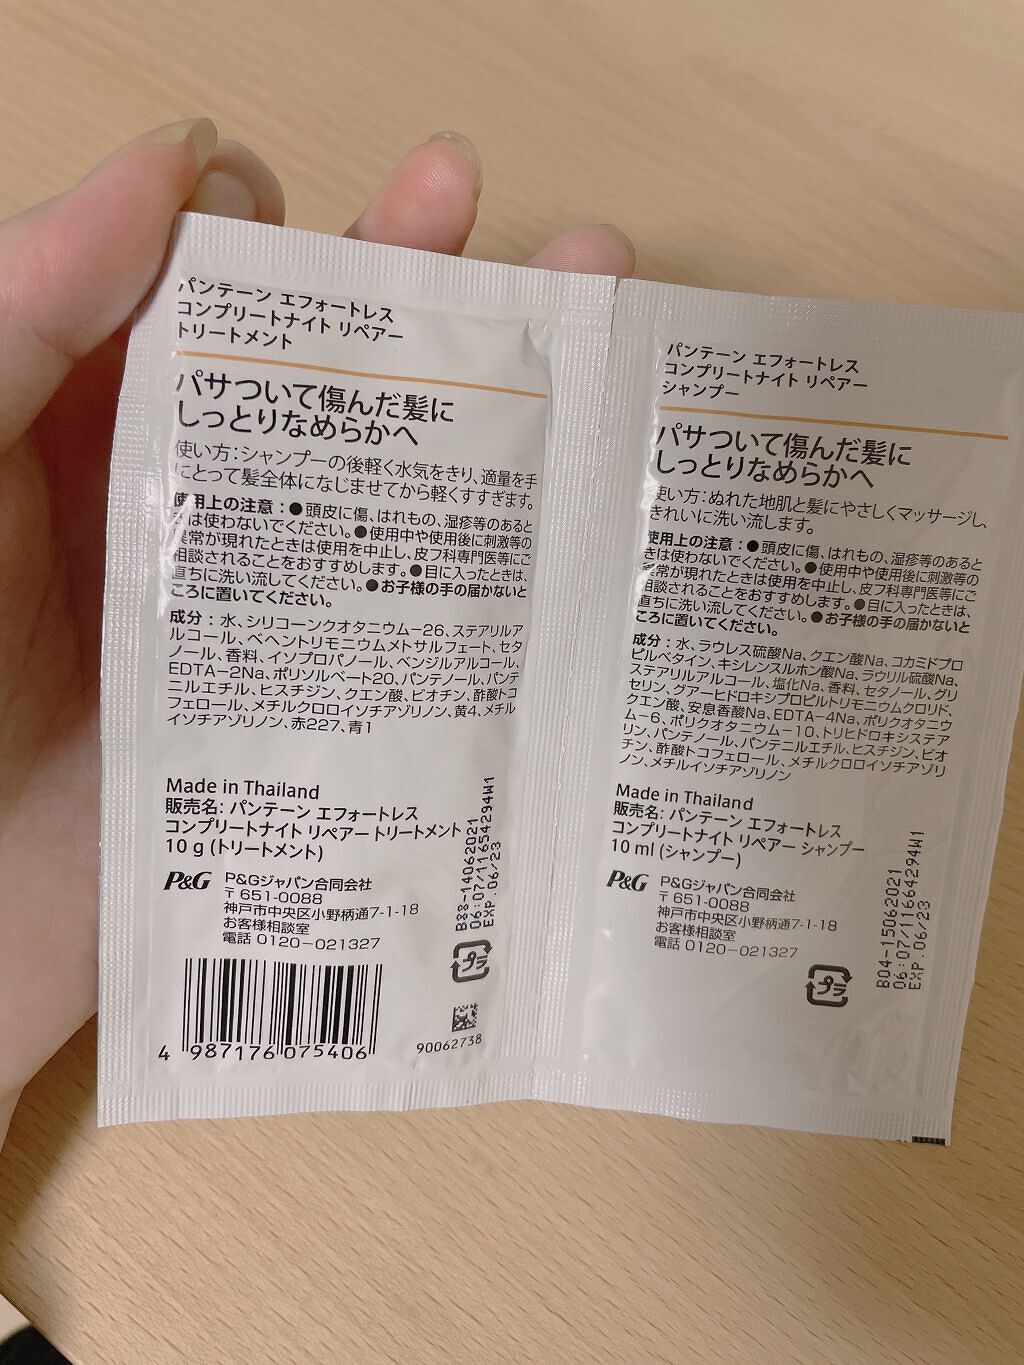 パンテーン エフォートレス
コンプリートナイト リペアー
トリートメント
パサついて傷んだ髪に
しっとりなめらかへ
使い方：シャンプーの後軽く水気をきり、適量を手
にとって髪全体になじませてから軽くすすぎます。
使用上の注意：●頭皮に傷、はれもの、湿疹等のあると
きは使わないでください。●使用中や使用後に刺激等の
異常が現れたときは使用を中止し、皮フ科専門医等にご
相談されることをおすすめします。●目に入ったときは、
直ちに洗い流してください。●お子様の手の届かないと
ころに置いてください。
成分：水、シリコーンクオタニウム-26、ステアリルア
ルコール、ベヘントリモニウムメトサルフェート、セタ
ノール、香料、イソプロパノール、ベンジルアルコール、
EDTA-2Na、ポリソルベート20、パンテノール、パンテ
ニルエチル、ヒスチジン、クエン酸、ビオチン、酢酸トコ
フェロール、メチルクロロイソチアゾリノン、黄4、メチル
イソチアゾリノン、赤227、青1
Made in Thailand
販売名: パンテーン エフォートレス
コンプリートナイト リペアー トリートメント
10 g (トリートメント)
P&G
P&Gジャパン合同会社
〒651-0088
神戸市中央区小野柄通7-1-18
お客様相談室
電話 0120-021327
B88-14062021
06:07/11664294W1
EXP.06/23
プラ
4 987176 075406
90062738
パンテーン エフォートレス
コンプリートナイト リペアー
シャンプー
パサついて傷んだ髪に
しっとりなめらかへ
使い方：ぬれた地肌と髪にやさしくマッサージし、
きれいに洗い流します。
使用上の注意：●頭皮に傷、はれもの、湿疹等のあると
きは使わないでください。●使用中や使用後に刺激等の
異常が現れたときは使用を中止し、皮フ科専門医等にご
相談されることをおすすめします。●目に入ったときは、
直ちに洗い流してください。●お子様の手の届かないと
ころに置いてください。
成分：水、ラウレス硫酸Na、クエン酸Na、コカミドプロ
ピルベタイン、キシレンスルホン酸Na、ラウリル硫酸Na、
ステアリルアルコール、塩化Na、香料、セタノール、グリ
セリン、グアーヒドロキシプロピルトリモニウムクロリド、
クエン酸、安息香酸Na、EDTA-4Na、ポリクオタニウ
ム-6、ポリクオタニウム-10、トリヒドロキシステア
リン、パンテノール、パンテニルエチル、ヒスチジン、ビオ
チン、酢酸トコフェロール、メチルクロロイソチアゾリ
ノン、メチルイソチアゾリノン
Made in Thailand
販売名: パンテーン エフォートレス
コンプリートナイト リペアー シャンプー
10 ml (シャンプー)
P&G
P&Gジャパン合同会社
〒651-0088
神戸市中央区小野柄通7-1-18
お客様相談室
電話 0120-021327
B04-15062021
06:07/11664294W1
EXP.06/23
プラ